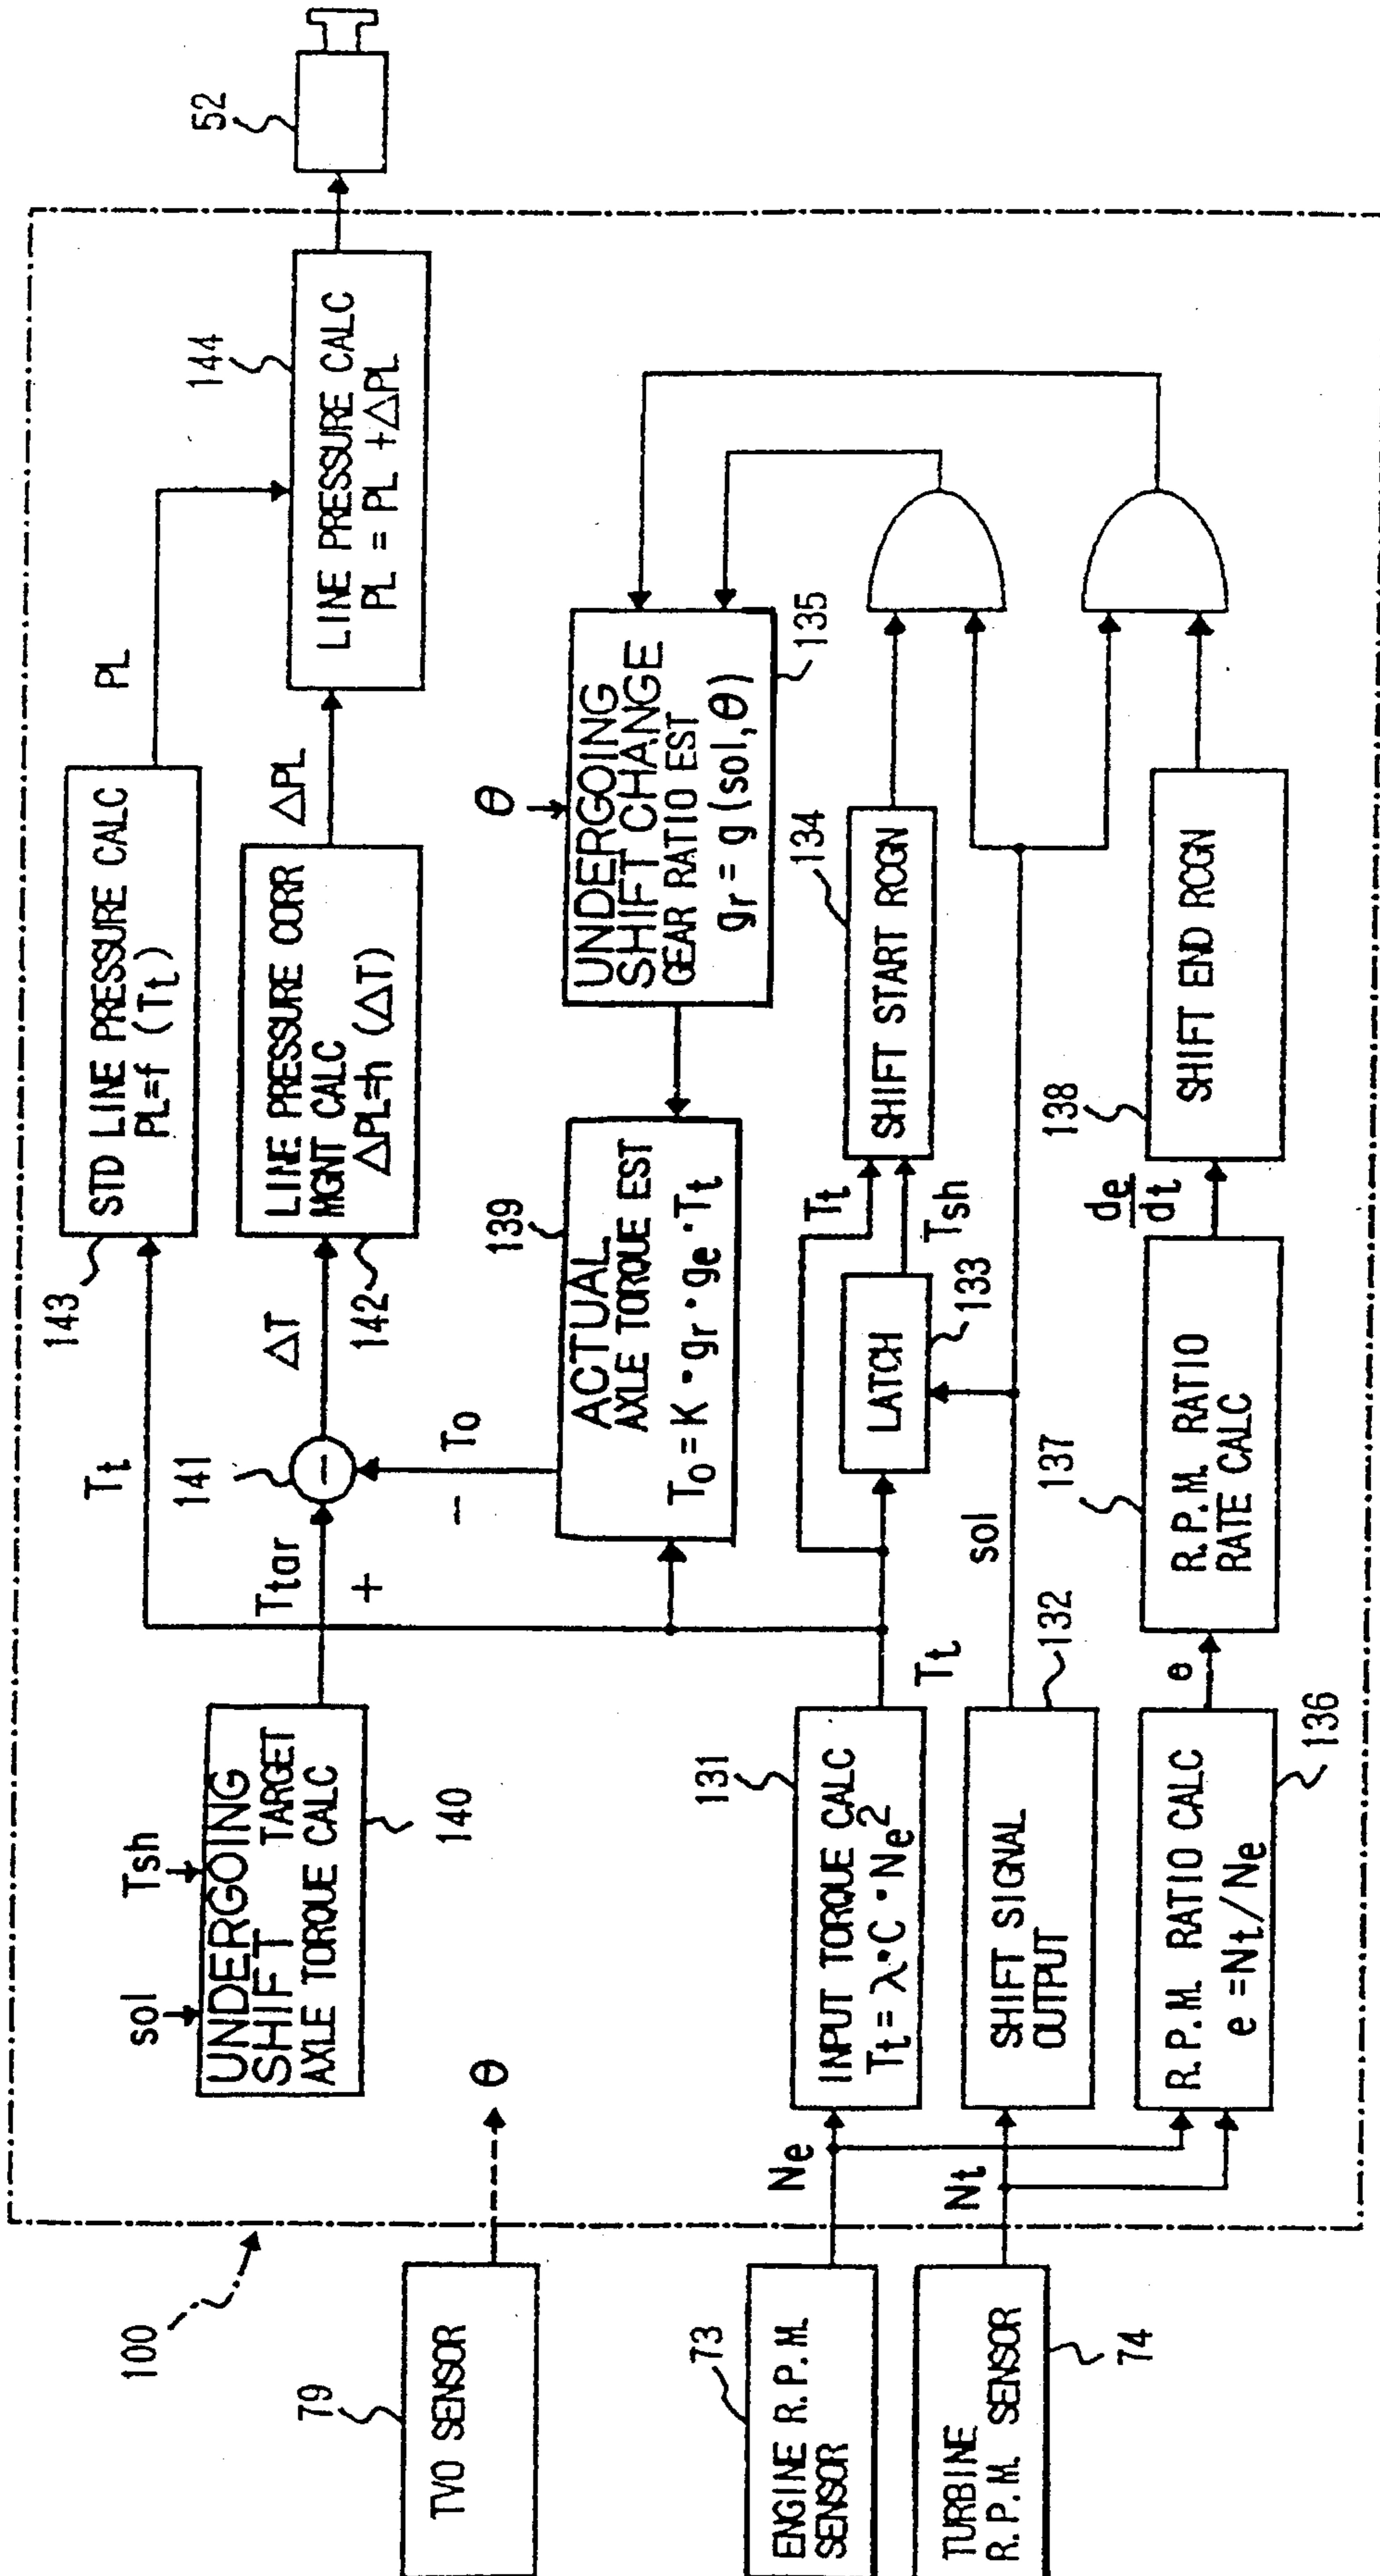 100
79
TVO SENSOR
θ
73
ENGINE R.P.M.
SENSOR
TURBINE
R.P.M. SENSOR
74
Ne
Nt
sol
Tsh
UNDERGOING
SHIFT TARGET
AXLE TORQUE CALC
140
Ttar
+
141
−
ΔT
− To
Tt
143
STD LINE PRESSURE CALC
PL=f (Tt)
PL
142
LINE PRESSURE CORR
MGNT CALC
ΔPL=h (ΔT)
ΔPL
144
LINE PRESSURE CALC
PL = PL +ΔPL
52
139
ACTUAL
AXLE TORQUE EST
To = K • gr • ge • Tt
θ
UNDERGOING
SHIFT CHANGE
GEAR RATIO EST
gr = g (sol, θ)
135
131
INPUT TORQUE CALC
Tt = λ • C • Ne²
Tt
LATCH
133
Tt
Tsh
134
SHIFT START RCGN
SHIFT SIGNAL
OUTPUT
132
sol
R.P.M. RATIO CALC
e = Nt/Ne
136
e
137
R.P.M. RATIO
RATE CALC
de
dt
138
SHIFT END RCGN